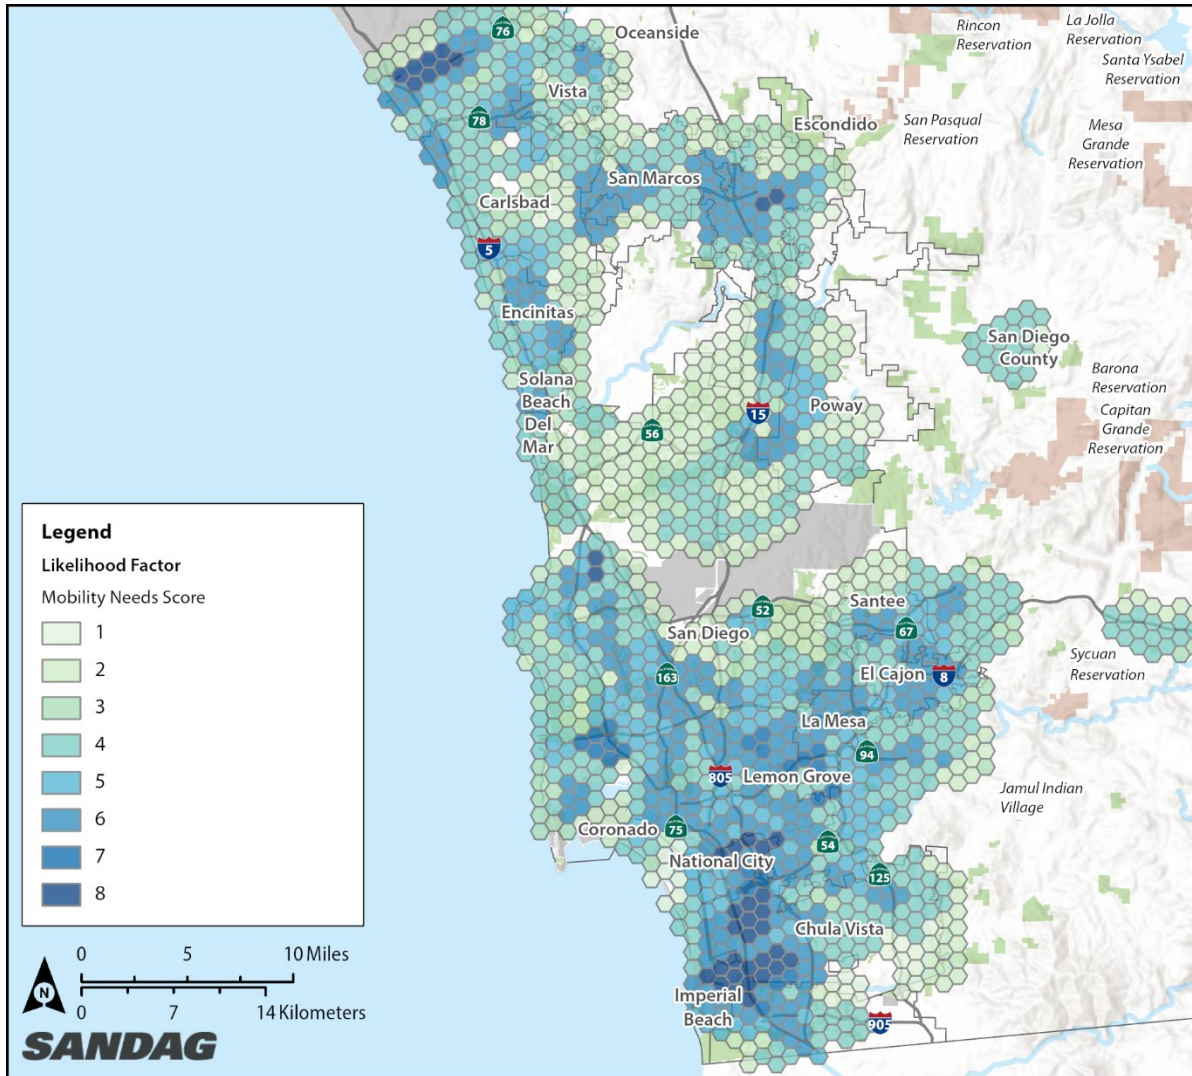 76
Oceanside
Rincon
Reservation
La Jolla
Reservation
Santa Ysabel
Reservation
Vista
78
Escondido
San Pasqual
Reservation
Mesa
Grande
Reservation
San Marcos
Carlsbad
5
Encinitas
San Diego
County
Solana
Beach
Del
Mar
Barona
Reservation
Capitan
Grande
Reservation
15
Poway
56
Legend
Likelihood Factor
Mobility Needs Score
1
2
3
4
5
6
7
8
52
Santee
67
San Diego
163
El Cajon
8
Sycuan
Reservation
La Mesa
94
805
Lemon Grove
Jamul Indian
Village
Coronado
75
54
National City
125
Chula Vista
Imperial
Beach
905
0 5 10 Miles
0 7 14 Kilometers
N
SANDAG